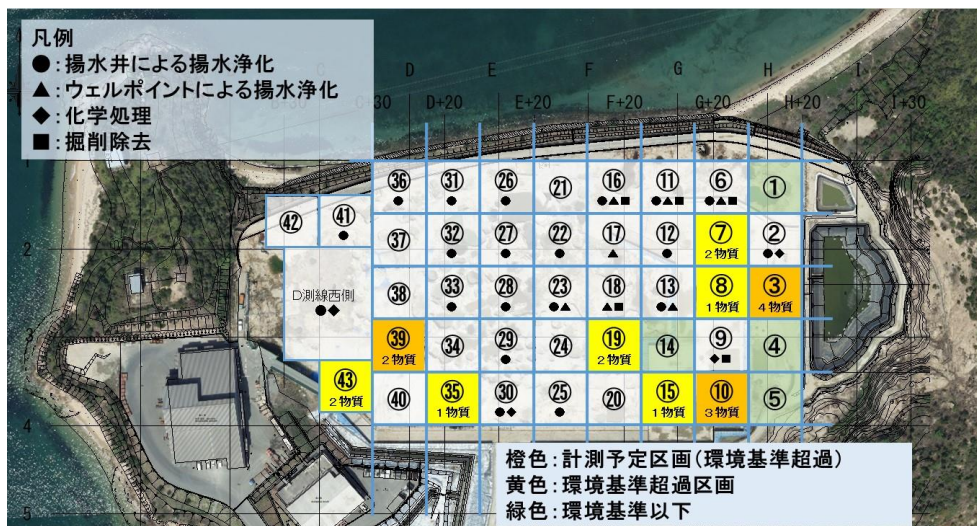 凡例
●:揚水井による揚水浄化
▲:ウェルポイントによる揚水浄化
◆:化学処理
■:掘削除去
D E F G H I
C+30 D+20 E+20 F+20 G+20 H+20 I+30
㊱ ㉛ ㉖ ㉑ ⑯ ⑪ ⑥ ①
● ● ● ●▲■ ●▲■ ●▲■
㊷ ㊶ ㊲ ㉜ ㉗ ㉒ ⑰ ⑫ ⑦ ②
● ● ● ● ▲ ● 2物質 ●◆
2
D測線西側
●◆
㊳ ㉝ ㉘ ㉓ ⑱ ⑬ ⑧ ③
● ● ●▲ ▲■ ●▲ 1物質 4物質
3
㊴ ㉞ ㉙ ㉔ ⑲ ⑭ ⑨ ④
2物質 ● 2物質 ◆■
㊸ ㊵ ㉟ ㉚ ㉕ ⑳ ⑮ ⑩ ⑤
2物質 1物質 ●◆ ● 1物質 3物質
4
橙色:計測予定区画(環境基準超過)
黄色:環境基準超過区画
緑色:環境基準以下
5